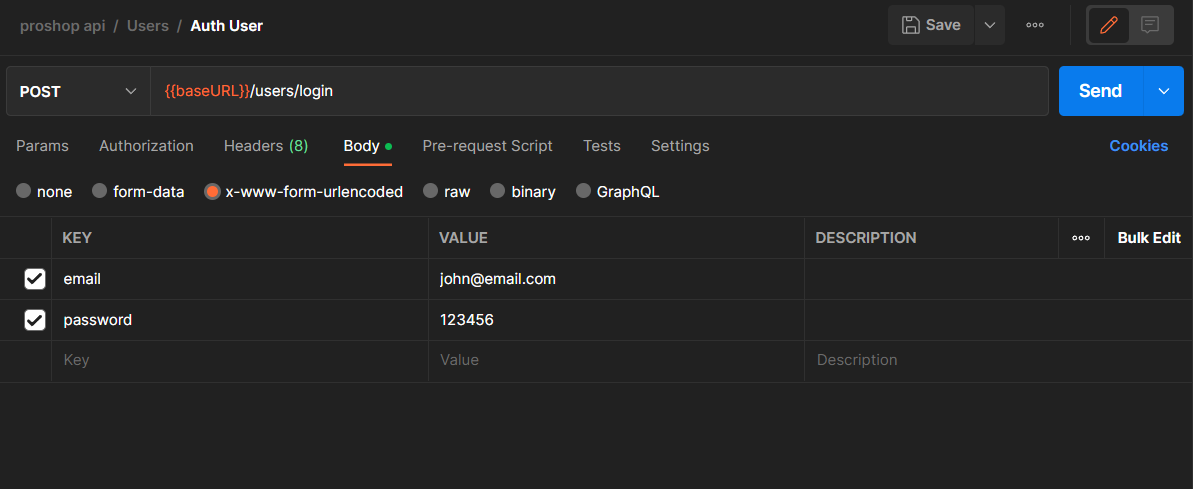 proshop api / Users / Auth User Save
POST {{baseURL}}/users/login Send
Params Authorization Headers (8) Body Pre-request Script Tests Settings Cookies
none form-data x-www-form-urlencoded raw binary GraphQL
KEY VALUE DESCRIPTION Bulk Edit
email john@email.com
password 123456
Key Value Description